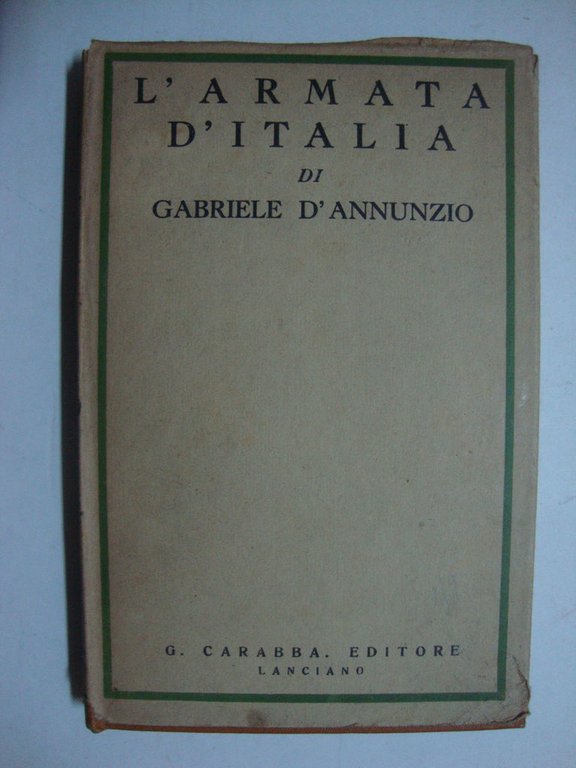 L'ARMATA
D'ITALIA
DI
GABRIELE D'ANNUNZIO
G. CARABBA. EDITORE
LANCIANO